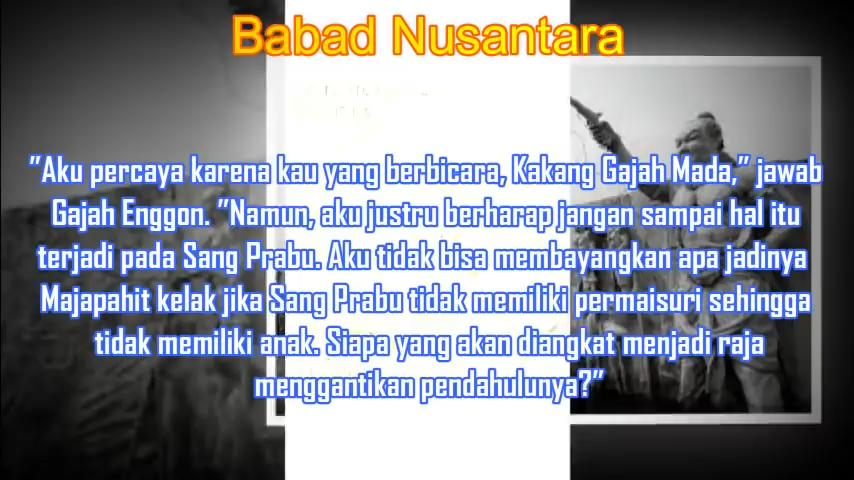 Babad Nusantara
”Aku percaya karena kau yang berbicara, Kakang Gajah Mada,” jawab
Gajah Enggon. ”Namun, aku justru berharap jangan sampai hal itu
terjadi pada Sang Prabu. Aku tidak bisa membayangkan apa jadinya
Majapahit kelak jika Sang Prabu tidak memiliki permaisuri sehingga
tidak memiliki anak. Siapa yang akan diangkat menjadi raja
menggantikan pendahulunya?”